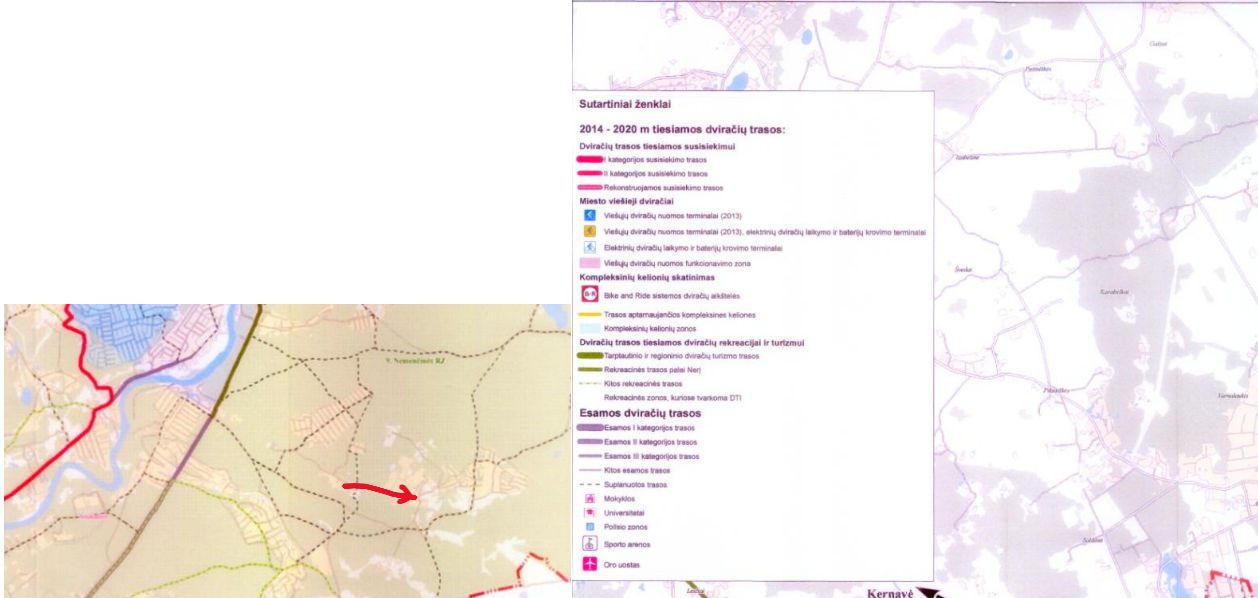 Sutartiniai ženklai
2014 - 2020 m tiesiamos dviračių trasos:
Dviračių trasos tiesiamos susisiekimui
I kategorijos susisiekimo trasos
II kategorijos susisiekimo trasos
Rekonstruojamos susisiekimo trasos
Miesto viešieji dviračiai
Viešųjų dviračių nuomos terminalai (2013)
Viešųjų dviračių nuomos terminalai (2013), elektrinių dviračių laikymo ir baterijų krovimo terminalai
Elektrinių dviračių laikymo ir baterijų krovimo terminalai
Viešųjų dviračių nuomos funkcionavimo zona
Kompleksinių kelionių skatinimas
B+R Bike and Ride sistemos dviračių aikštelės
Trasos aptarnaujančios kompleksines keliones
Kompleksinių kelionių zonos
Dviračių trasos tiesiamos dviračių rekreacijai ir turizmui
Tarptautinio ir regioninio dviračių turizmo trasos
Rekreacinės trasos palei Nerį
Kitos rekreacinės trasos
Rekreacinės zonos, kuriose tvarkoma DTI
Esamos dviračių trasos
Esamos I kategorijos trasos
Esamos II kategorijos trasos
Esamos III kategorijos trasos
Kitos esamos trasos
Suplanuotos trasos
Mokyklos
Universitetai
Poilsio zonos
Sporto arenos
Oro uostas
Kernavė